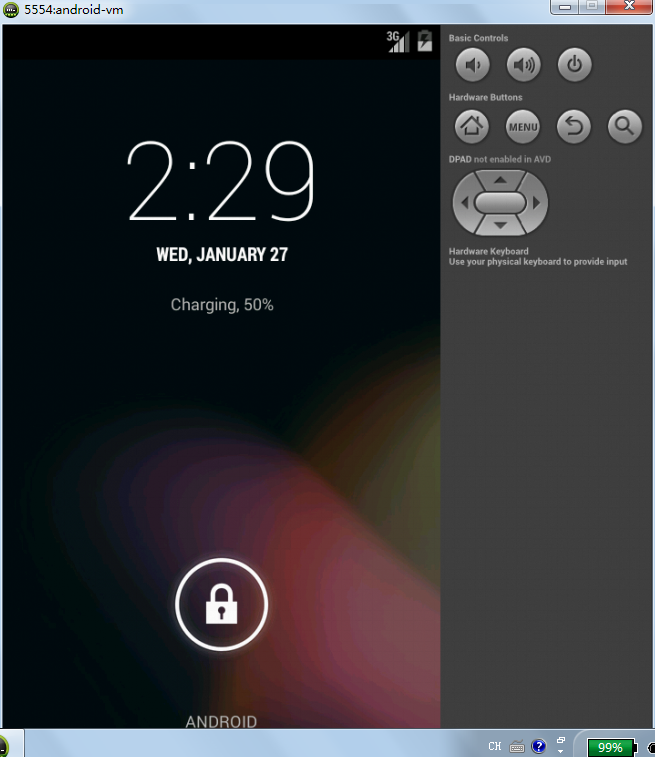 5554:android-vm
3G
2:29
WED, JANUARY 27
Charging, 50%
ANDROID
Basic Controls
Hardware Buttons
MENU
DPAD not enabled in AVD
Hardware Keyboard
Use your physical keyboard to provide input
CH
?
99%